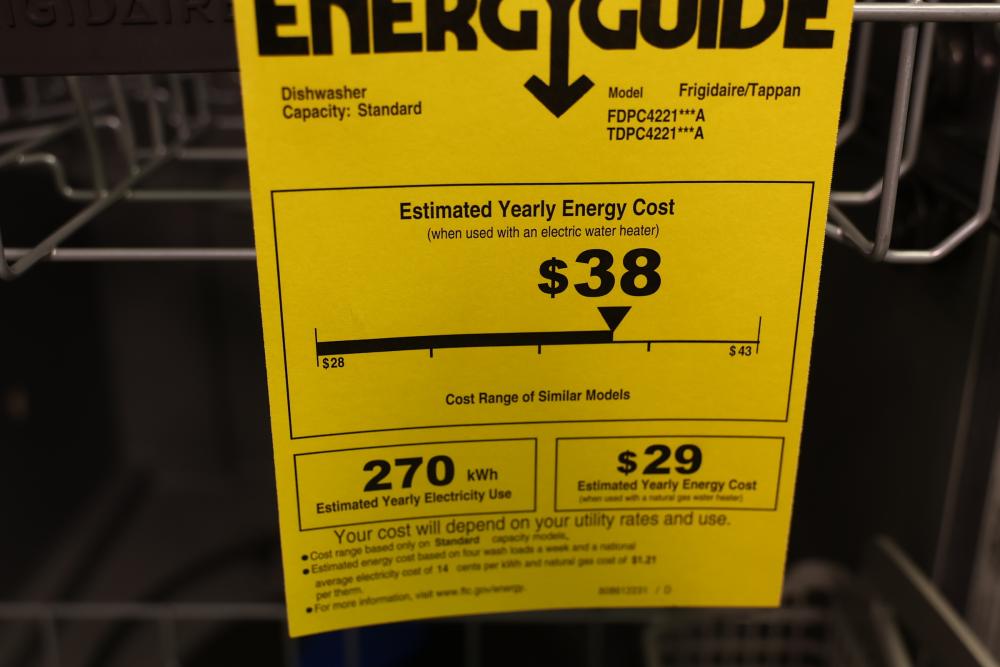 FRIGIDAIRE
ENERGYGUIDE
Dishwasher
Capacity: Standard
Model Frigidaire/Tappan
FDPC4221***A
TDPC4221***A
Estimated Yearly Energy Cost
(when used with an electric water heater)
$38
$28 $43
Cost Range of Similar Models
270 kWh
Estimated Yearly Electricity Use
$29
Estimated Yearly Energy Cost
(when used with a natural gas water heater)
Your cost will depend on your utility rates and use.
•Cost range based only on Standard capacity models.
•Estimated energy cost based on four wash loads a week and a national
average electricity cost of 14 cents per kWh and natural gas cost of $1.21
per therm.
•For more information, visit www.ftc.gov/energy.